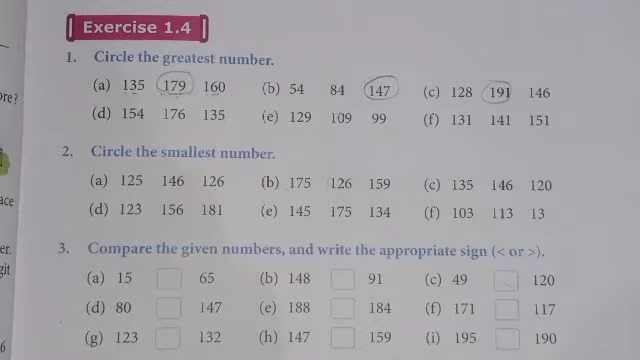 Exercise 1.4
1. Circle the greatest number.
(a) 135 179 160 (b) 54 84 147 (c) 128 191 146
(d) 154 176 135 (e) 129 109 99 (f) 131 141 151
2. Circle the smallest number.
(a) 125 146 126 (b) 175 126 159 (c) 135 146 120
(d) 123 156 181 (e) 145 175 134 (f) 103 113 13
3. Compare the given numbers, and write the appropriate sign (< or >).
(a) 15 65 (b) 148 91 (c) 49 120
(d) 80 147 (e) 188 184 (f) 171 117
(g) 123 132 (h) 147 159 (i) 195 190
6